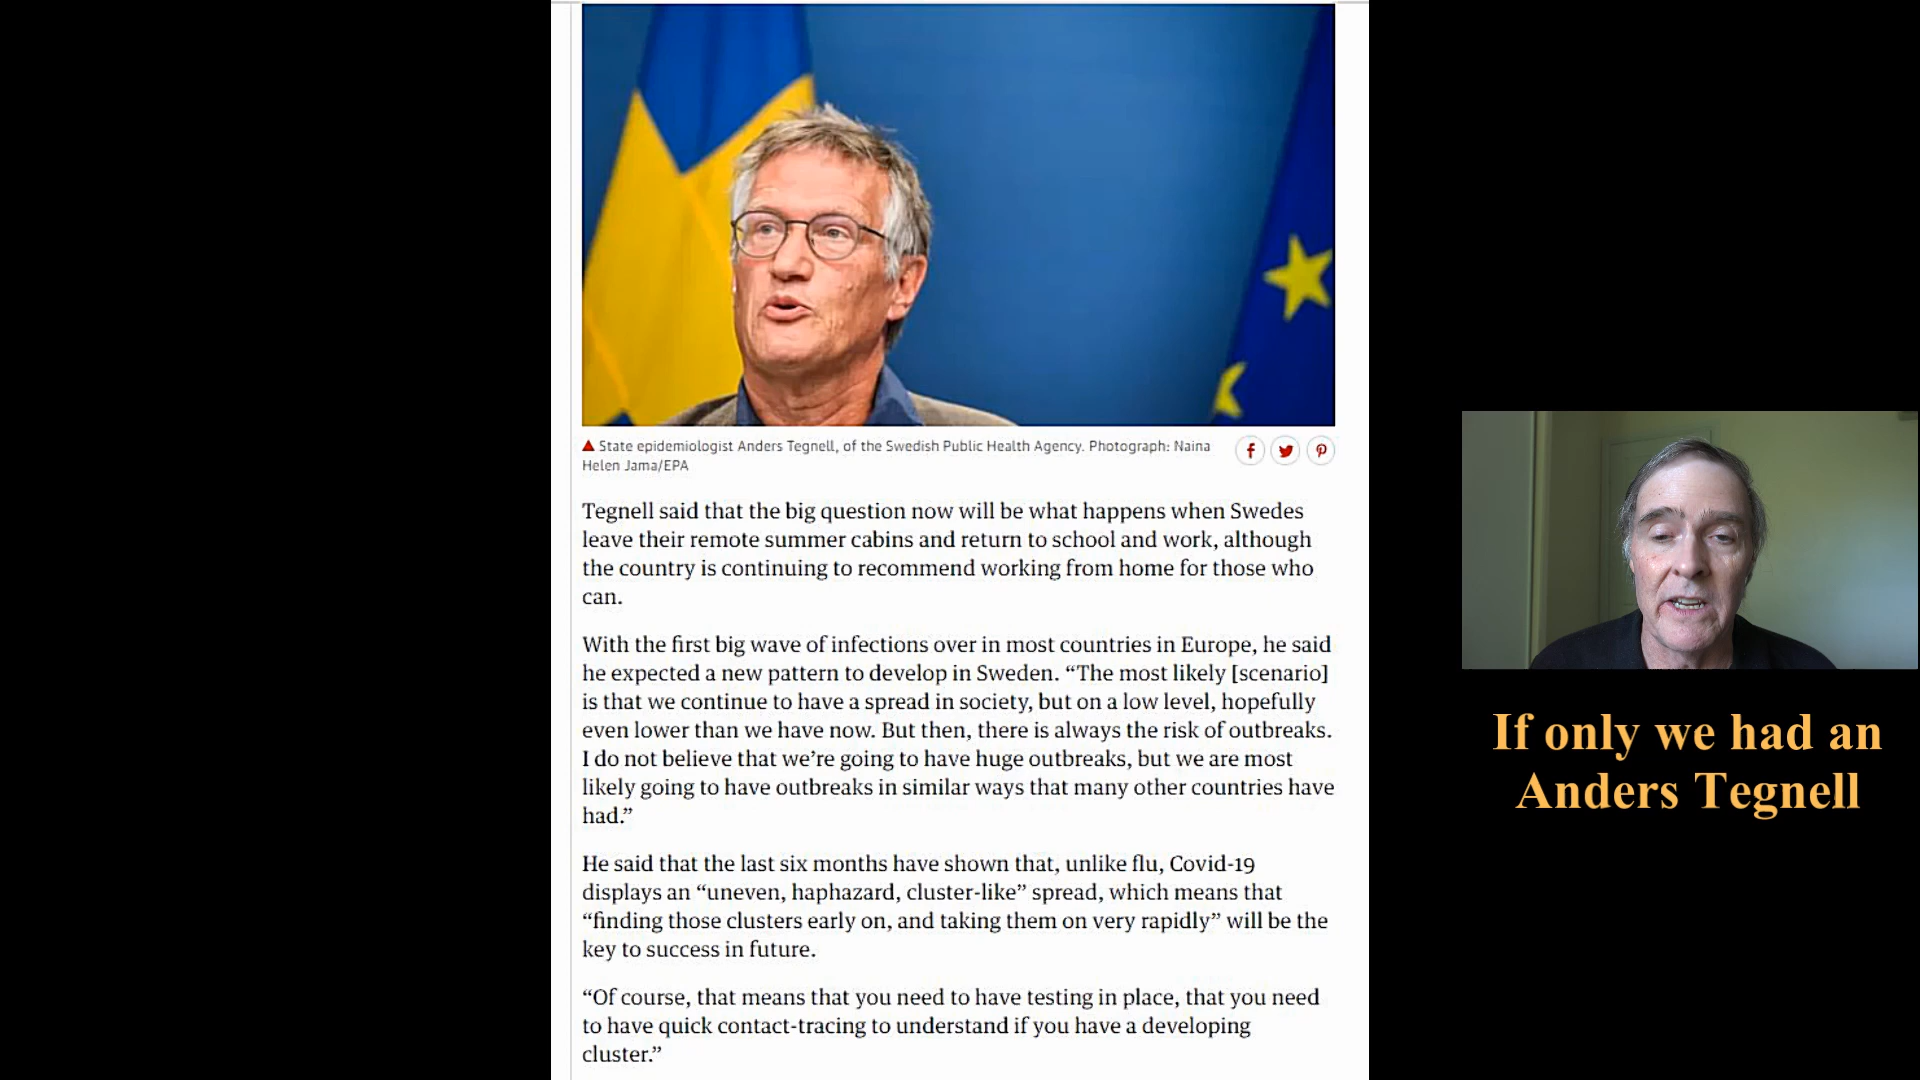 State epidemiologist Anders Tegnell, of the Swedish Public Health Agency. Photograph: Naina
Helen Jama/EPA
Tegnell said that the big question now will be what happens when Swedes
leave their remote summer cabins and return to school and work, although
the country is continuing to recommend working from home for those who
can.
With the first big wave of infections over in most countries in Europe, he said
he expected a new pattern to develop in Sweden. “The most likely [scenario]
is that we continue to have a spread in society, but on a low level, hopefully
even lower than we have now. But then, there is always the risk of outbreaks.
I do not believe that we’re going to have huge outbreaks, but we are most
likely going to have outbreaks in similar ways that many other countries have
had.”
He said that the last six months have shown that, unlike flu, Covid-19
displays an “uneven, haphazard, cluster-like” spread, which means that
“finding those clusters early on, and taking them on very rapidly” will be the
key to success in future.
“Of course, that means that you need to have testing in place, that you need
to have quick contact-tracing to understand if you have a developing
cluster.”
If only we had an
Anders Tegnell